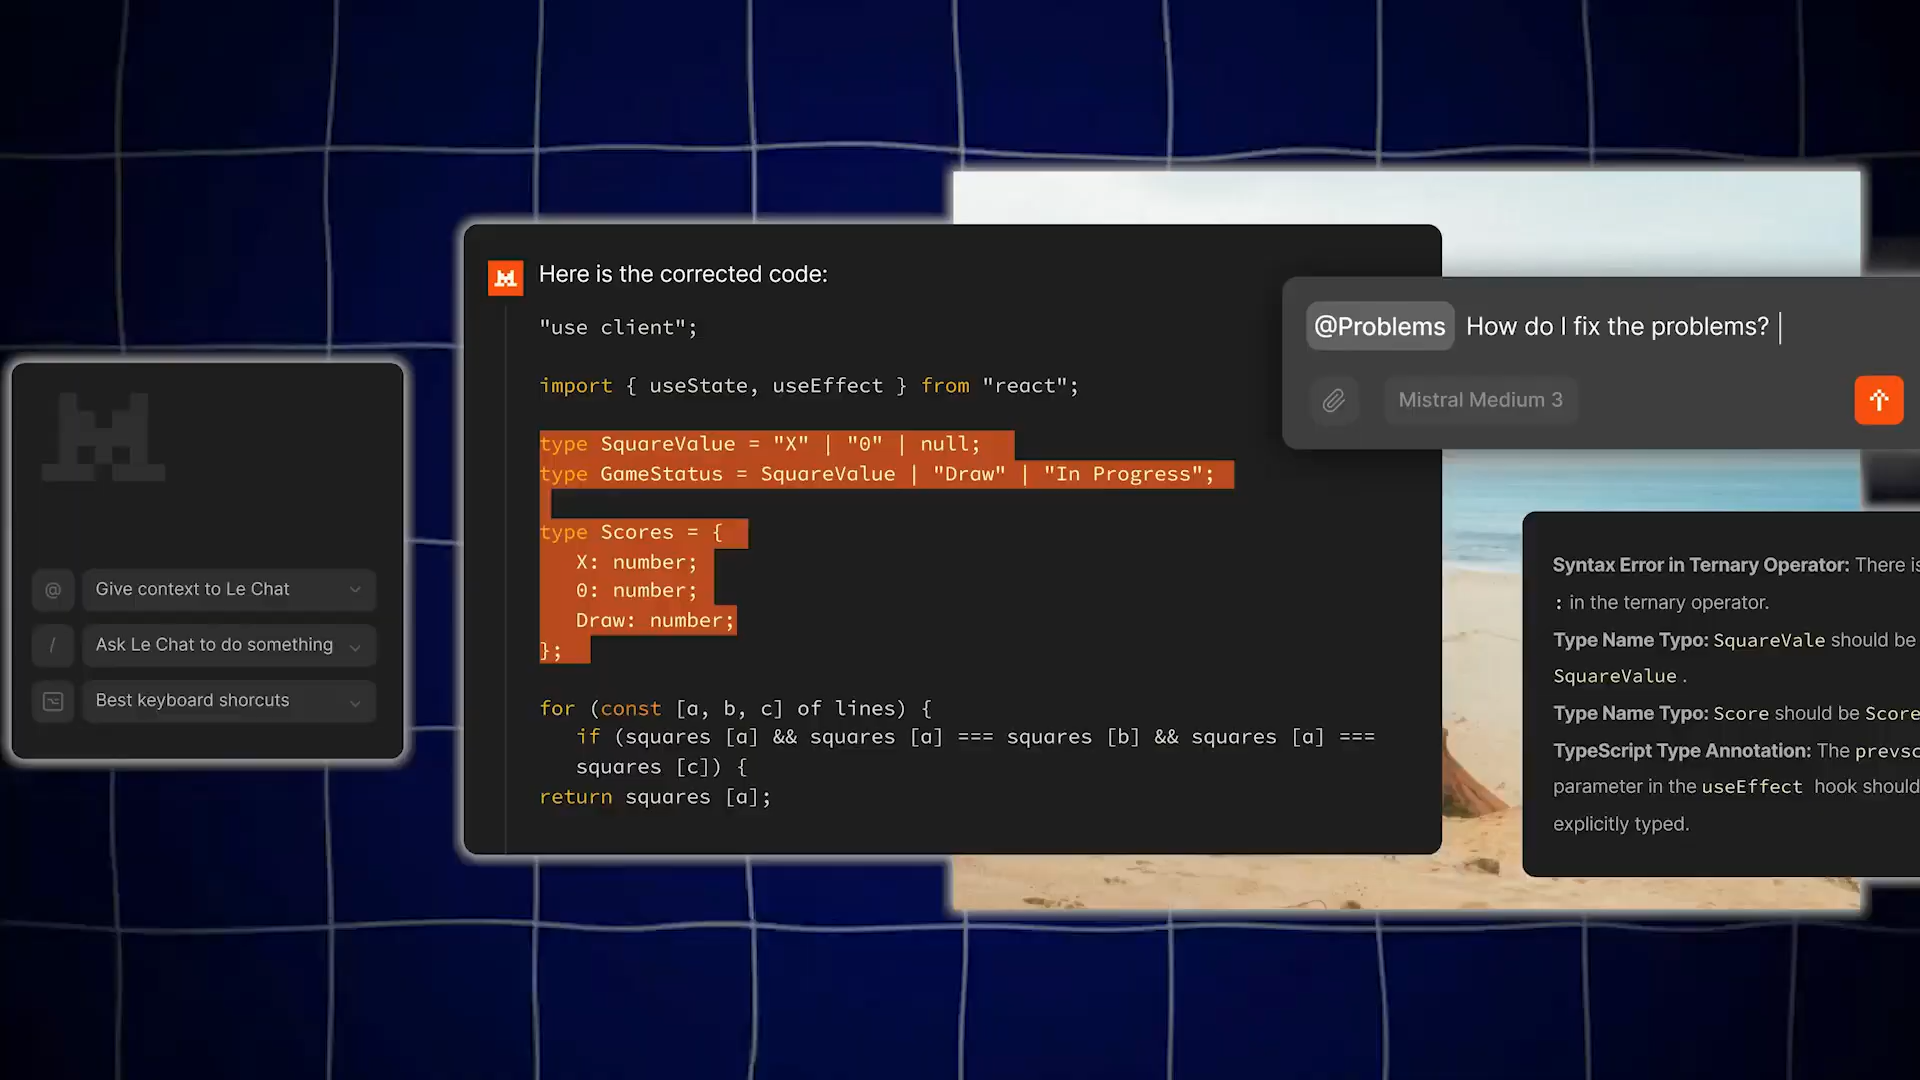 Give context to Le Chat
Ask Le Chat to do something
Best keyboard shorcuts
Here is the corrected code:
"use client";
import { useState, useEffect } from "react";
type SquareValue = "X" | "0" | null;
type GameStatus = SquareValue | "Draw" | "In Progress";
type Scores = {
X: number;
0: number;
Draw: number;
};
for (const [a, b, c] of lines) {
if (squares [a] && squares [a] === squares [b] && squares [a] ===
squares [c]) {
return squares [a];
@Problems How do I fix the problems?
Mistral Medium 3
Syntax Error in Ternary Operator: There is
: in the ternary operator.
Type Name Typo: SquareVale should be
SquareValue.
Type Name Typo: Score should be Score
TypeScript Type Annotation: The prevsc
parameter in the useEffect hook should
explicitly typed.